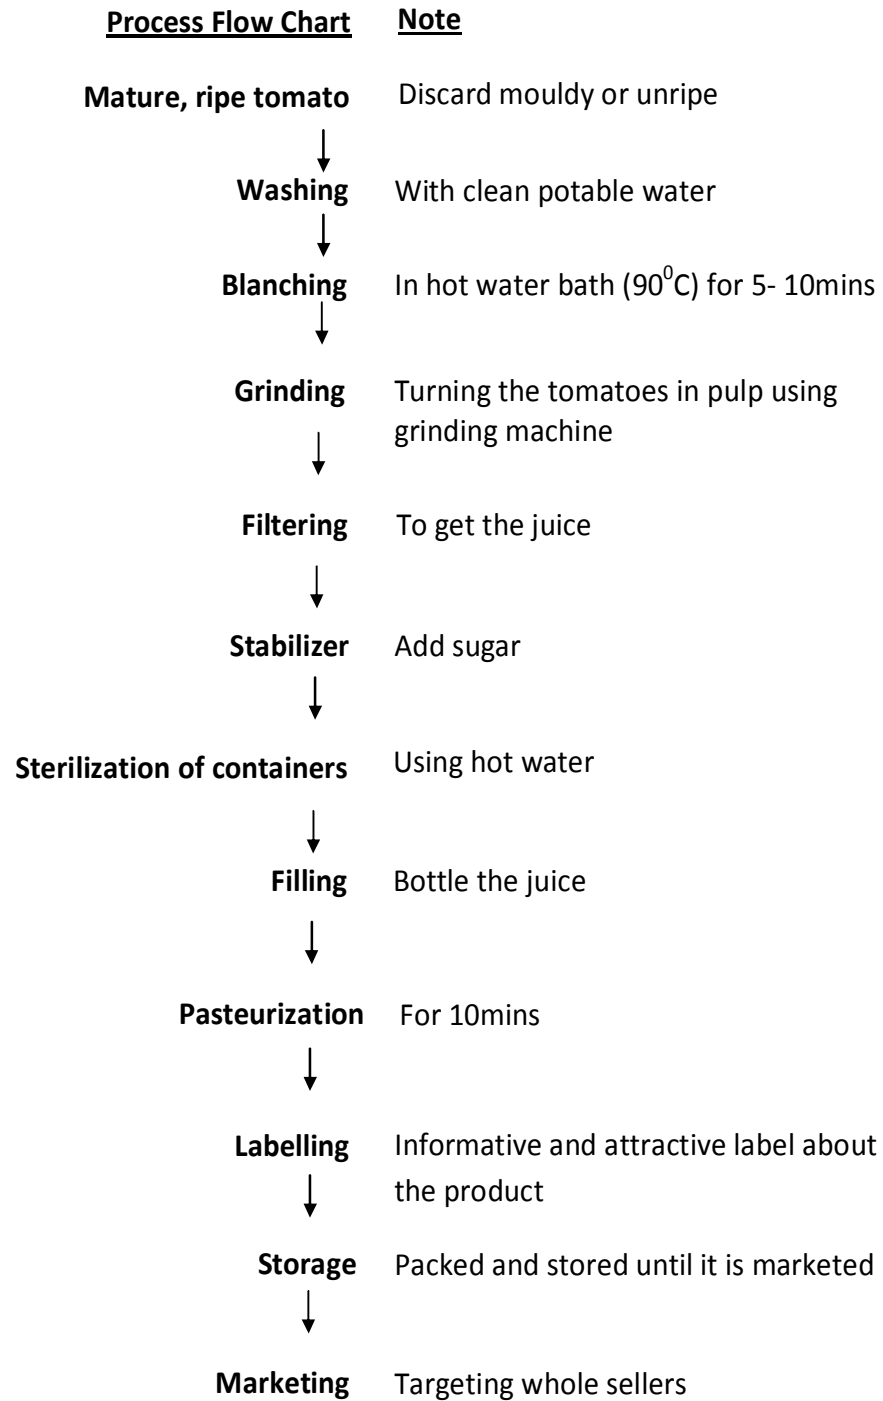 Process Flow Chart Note
Mature, ripe tomato Discard mouldy or unripe
Washing With clean potable water
Blanching In hot water bath (90⁰C) for 5- 10mins
Grinding Turning the tomatoes in pulp using
grinding machine
Filtering To get the juice
Stabilizer Add sugar
Sterilization of containers Using hot water
Filling Bottle the juice
Pasteurization For 10mins
Labelling Informative and attractive label about
the product
Storage Packed and stored until it is marketed
Marketing Targeting whole sellers